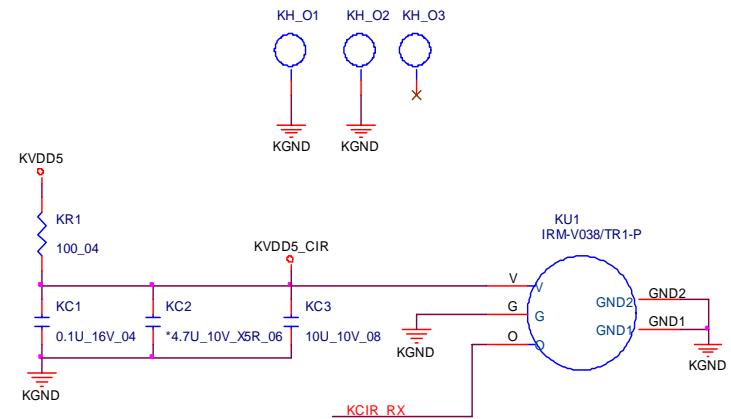 KH_O1 KH_O2 KH_O3
KGND KGND
KVDD5
KR1
100_04
KVDD5_CIR
KU1
IRM-V038/TR1-P
V V
G G
O O
GND2 GND2
GND1 GND1
KC1 KC2 KC3
0.1U_16V_04 *4.7U_10V_X5R_06 10U_10V_08
KGND KGND KGND
KCIR_RX